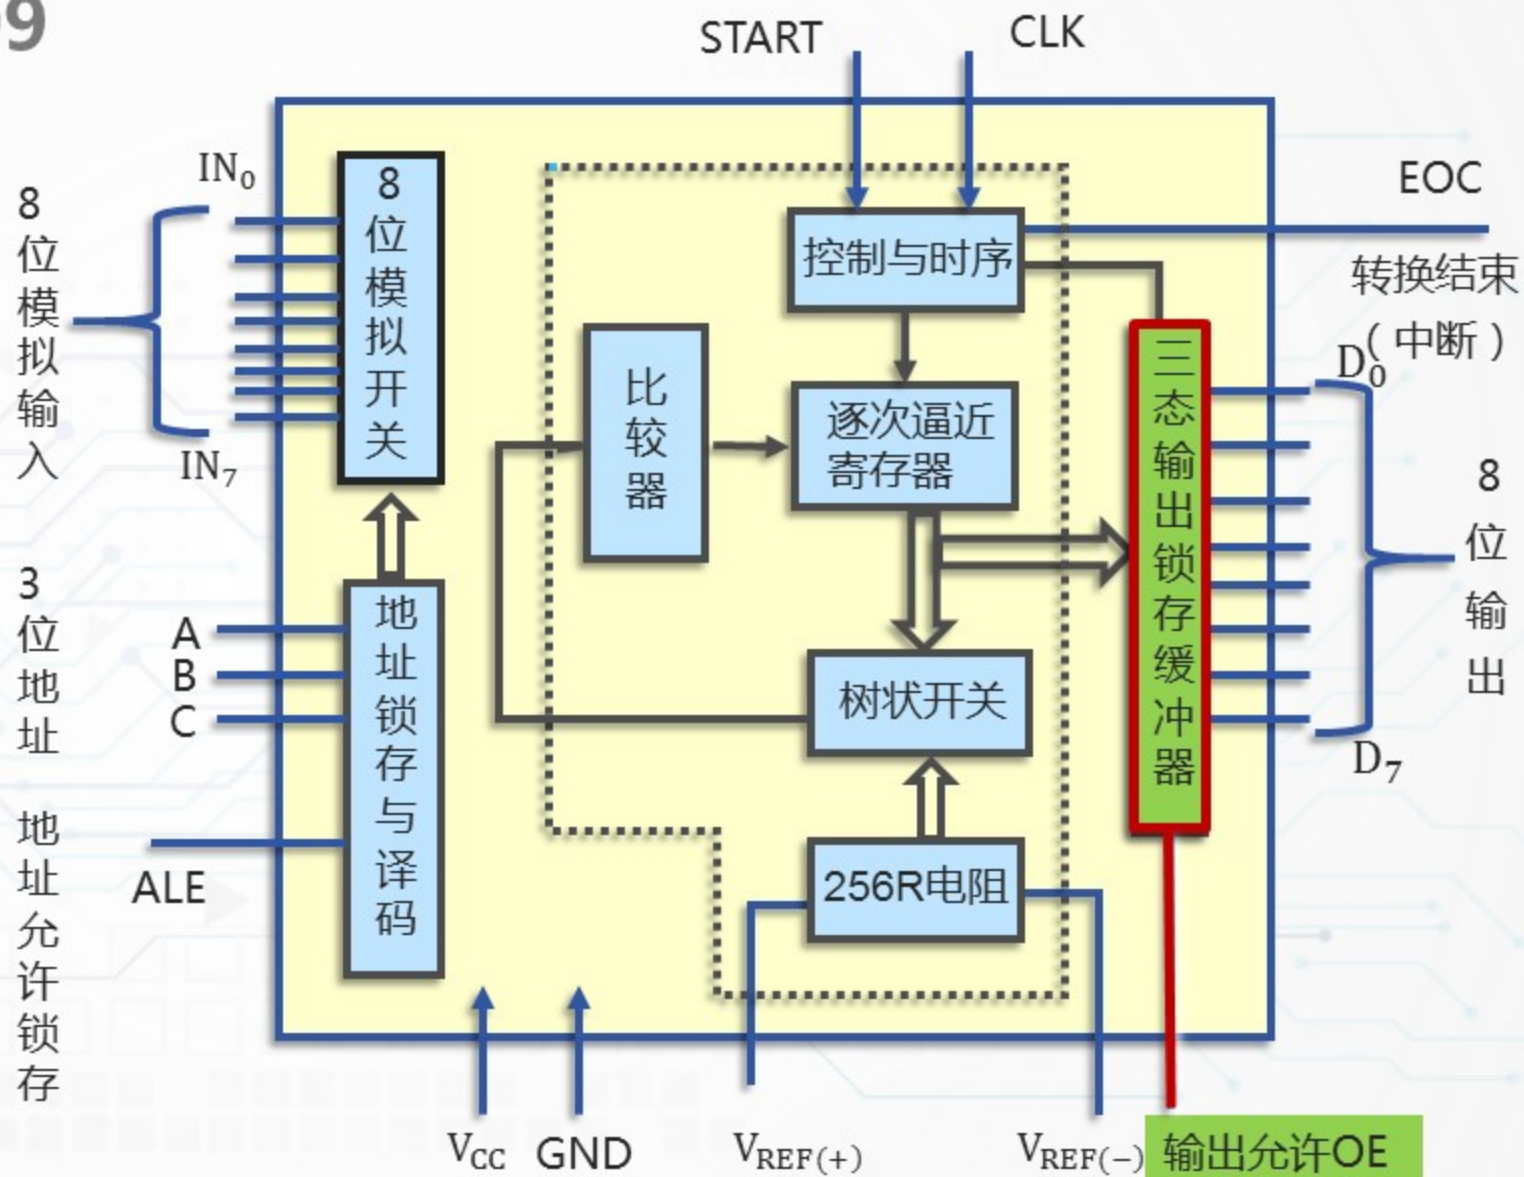 START
CLK
IN0
8位模拟输入
IN7
8位模拟开关
控制与时序
EOC
转换结束
(中断)
比较器
逐次逼近
寄存器
三态输出锁存缓冲器
D0
8位输出
D7
3位地址
A
B
C
地址锁存与译码
树状开关
256R电阻
地址允许锁存
ALE
VCC
GND
VREF(+)
VREF(−)
输出允许OE